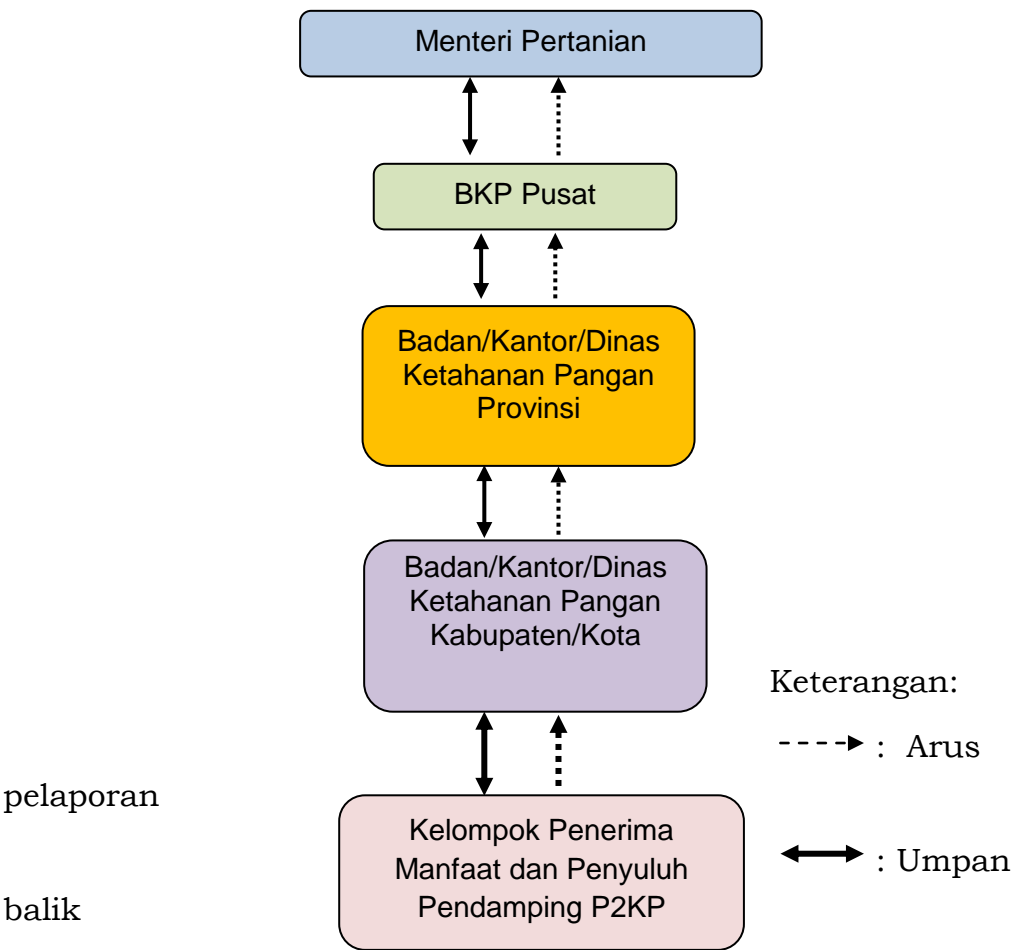 Menteri Pertanian
BKP Pusat
Badan/Kantor/Dinas
Ketahanan Pangan
Provinsi
Badan/Kantor/Dinas
Ketahanan Pangan
Kabupaten/Kota
Keterangan:
: Arus
pelaporan
Kelompok Penerima
Manfaat dan Penyuluh
Pendamping P2KP
: Umpan
balik